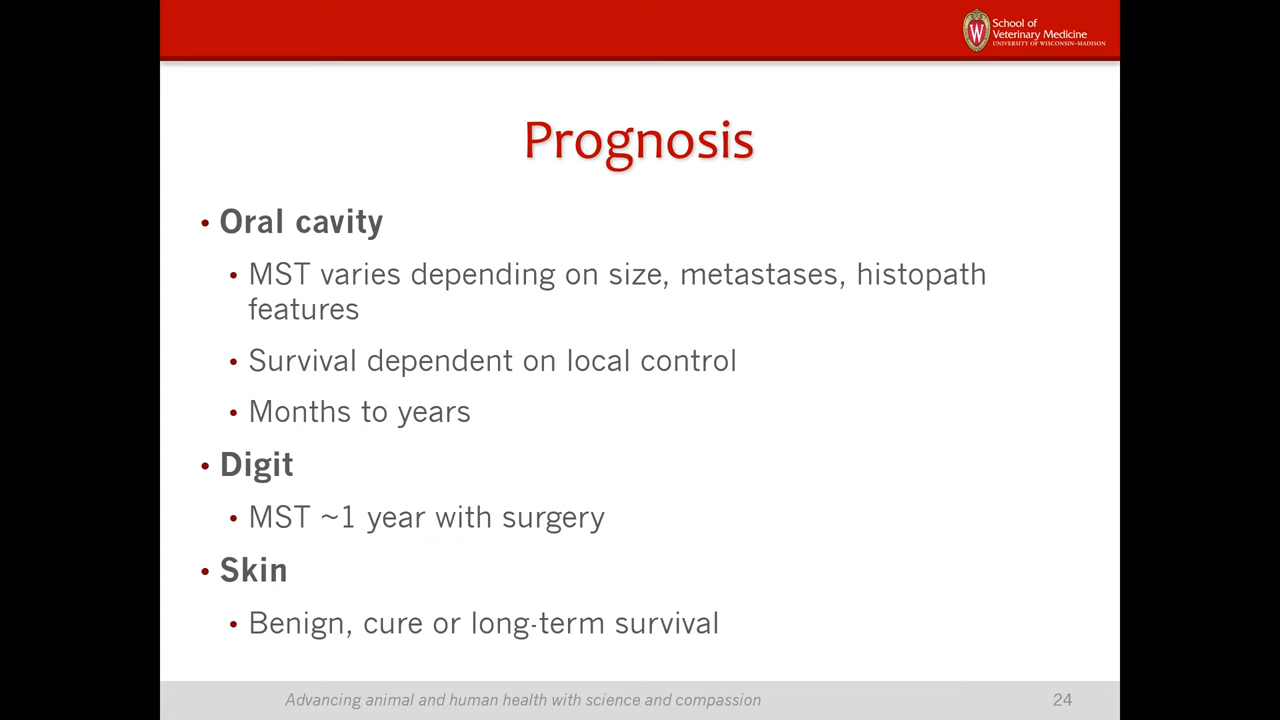 School of
Veterinary Medicine
UNIVERSITY OF WISCONSIN–MADISON
Prognosis
• Oral cavity
• MST varies depending on size, metastases, histopath
features
• Survival dependent on local control
• Months to years
• Digit
• MST ~1 year with surgery
• Skin
• Benign, cure or long-term survival
Advancing animal and human health with science and compassion
24